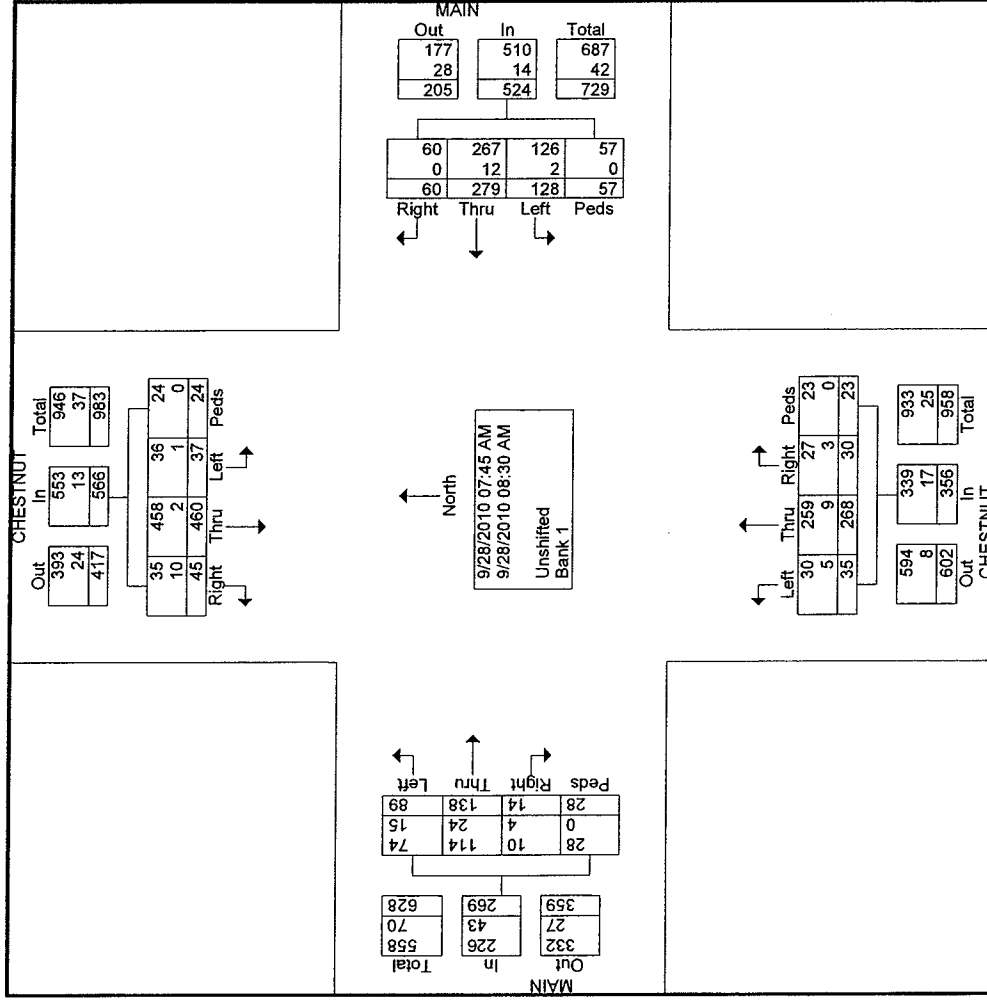 MAIN
Out In Total
177 510 687
28 14 42
205 524 729
60 267 126 57
0 12 2 0
60 279 128 57
Right Thru Left Peds
CHESTNUT
Out In Total
393 553 946
24 13 37
417 566 983
35 458 36 24
10 2 1 0
45 460 37 24
Right Thru Left Peds
North
9/28/2010 07:45 AM
9/28/2010 08:30 AM
Unshifted
Bank 1
Left Thru Right Peds
30 259 27 23
5 9 3 0
35 268 30 23
594 339 933
8 17 25
602 356 958
Out In Total
CHESTNUT
Peds Right Thru Left
28 10 114 74
0 4 24 15
28 14 138 89
Out In Total
332 226 558
27 43 70
359 269 628
MAIN